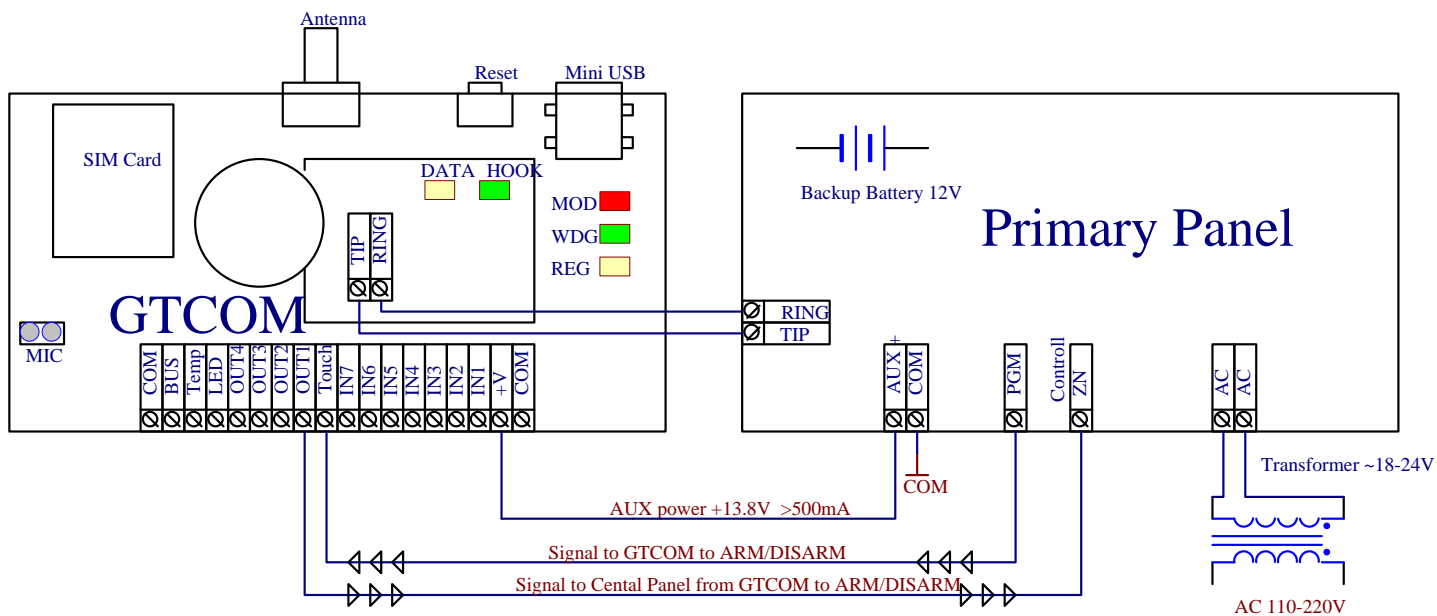 Antenna
Reset
Mini USB
SIM Card
DATA HOOK
MOD
WDG
REG
TIP
RING
GTCOM
MIC
COM
BUS
Temp
LED
OUT4
OUT3
OUT2
OUT1
Touch
IN7
IN6
IN5
IN4
IN3
IN2
IN1
+V
COM
Backup Battery 12V
Primary Panel
RING
TIP
AUX +
COM
PGM
Controll
ZN
AC
AC
Transformer ~18-24V
COM
AUX power +13.8V >500mA
Signal to GTCOM to ARM/DISARM
Signal to Cental Panel from GTCOM to ARM/DISARM
AC 110-220V